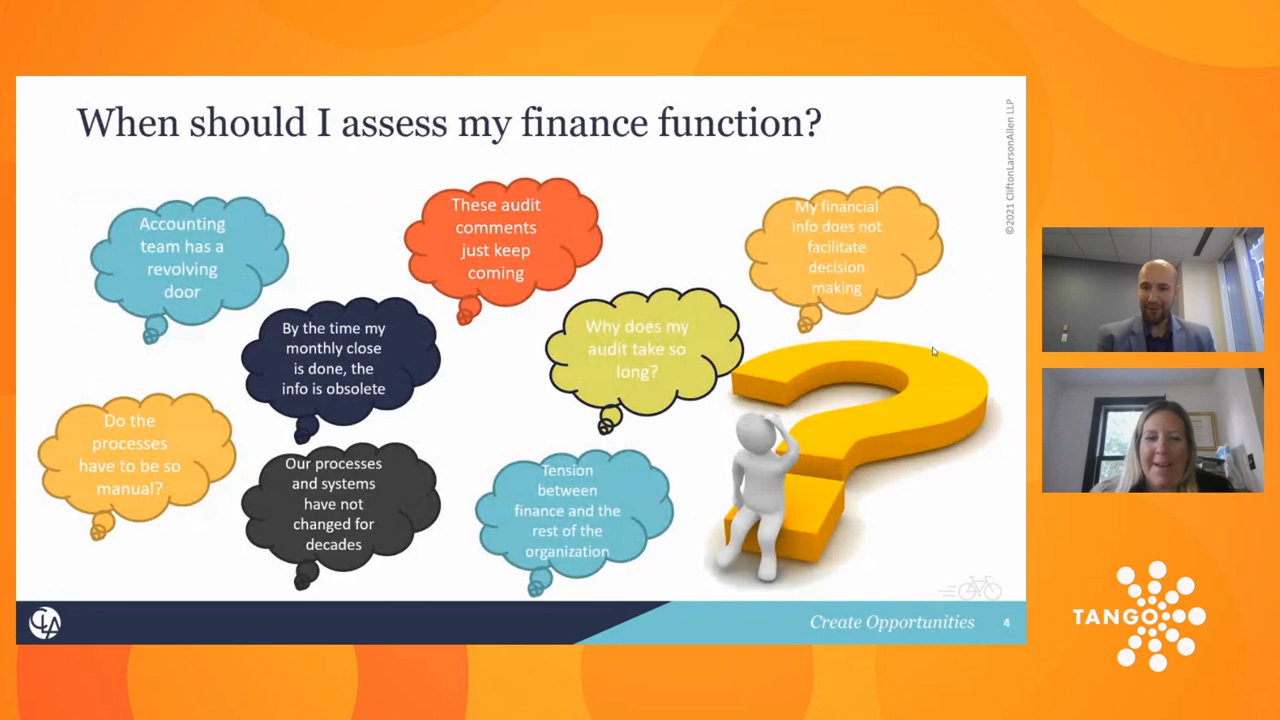 When should I assess my finance function?
©2021 CliftonLarsonAllen LLP
Accounting
team has a
revolving
door
These audit
comments
just keep
coming
My financial
info does not
facilitate
decision
making
By the time my
monthly close
is done, the
info is obsolete
Why does my
audit take so
long?
Do the
processes
have to be so
manual?
Our processes
and systems
have not
changed for
decades
Tension
between
finance and the
rest of the
organization
CLA
Create Opportunities
4
TANGO